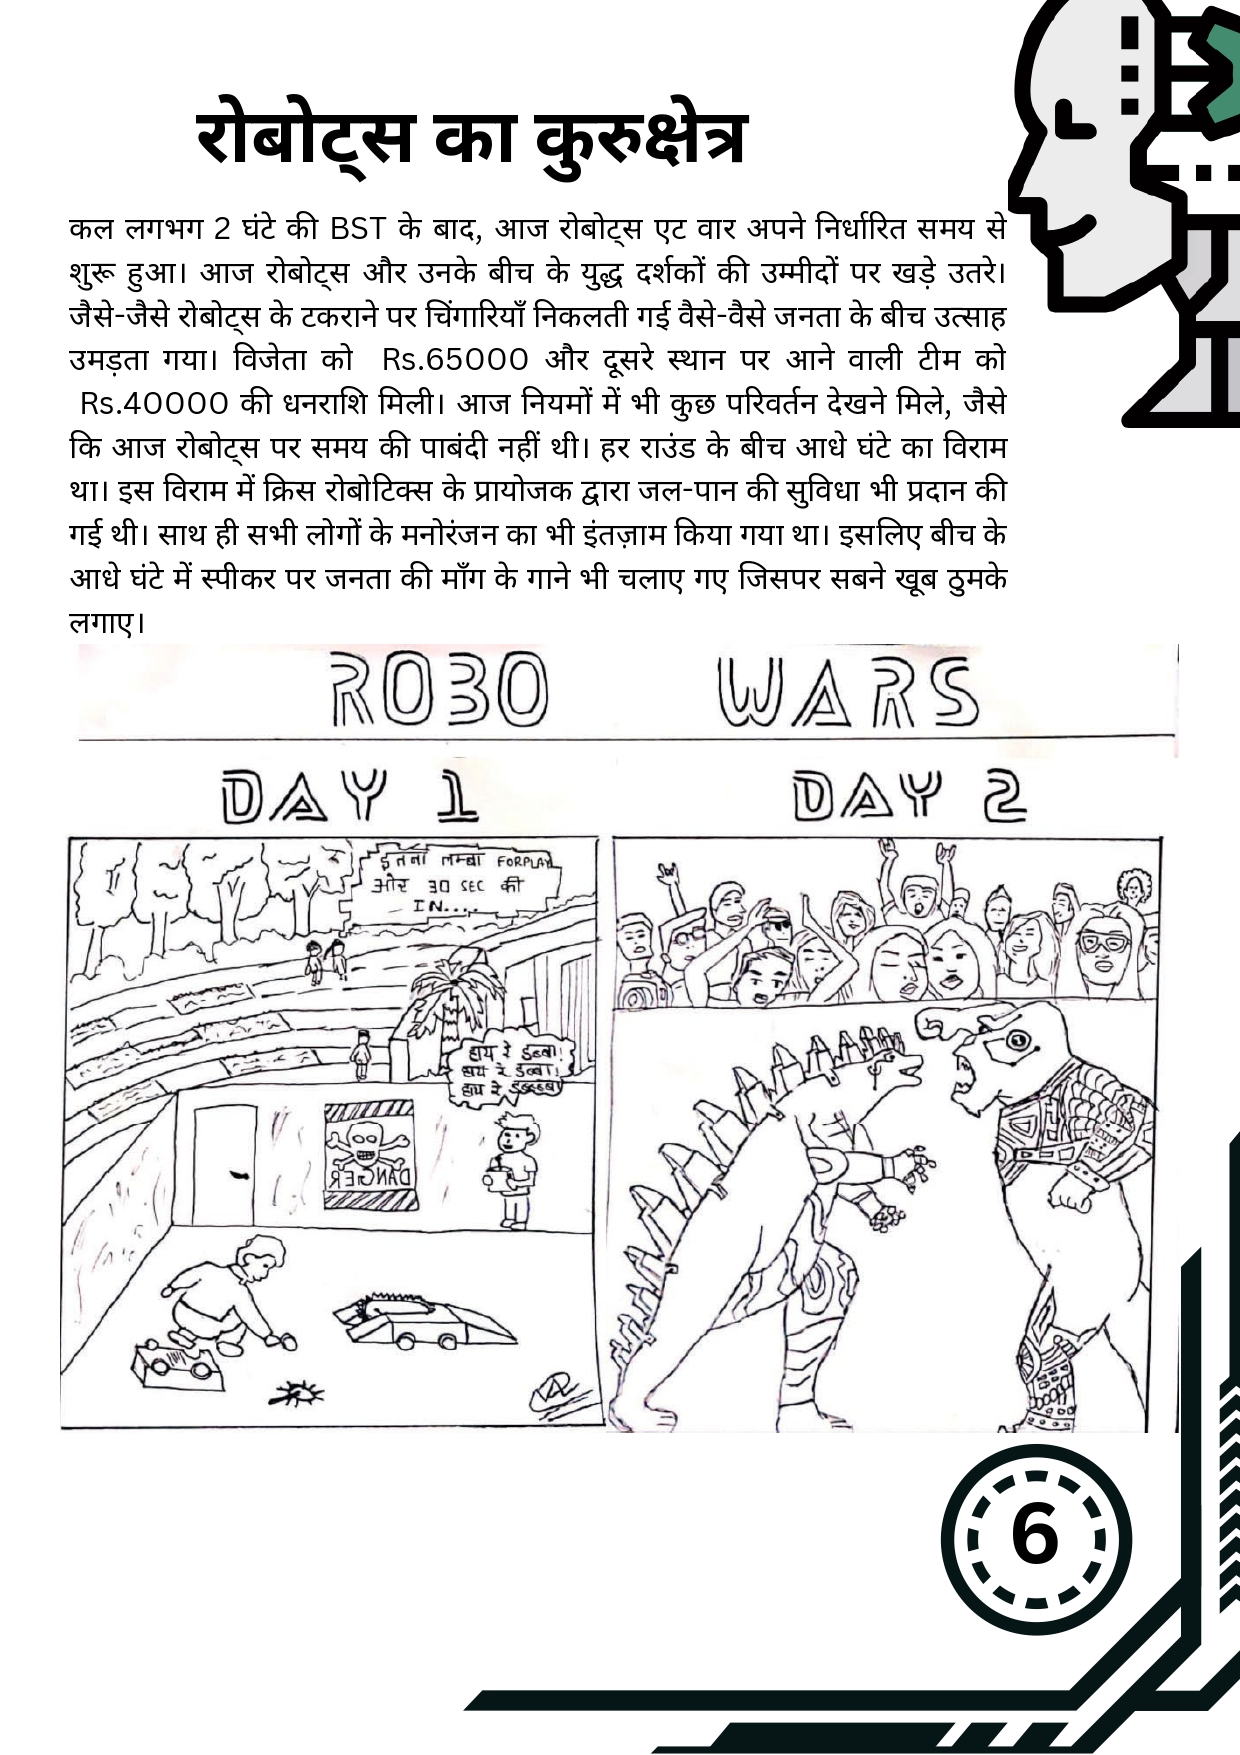 रोबोट्स का कुरुक्षेत्र
कल लगभग 2 घंटे की BST के बाद, आज रोबोट्स एट वार अपने निर्धारित समय से
शुरू हुआ। आज रोबोट्स और उनके बीच के युद्ध दर्शकों की उम्मीदों पर खड़े उतरे।
जैसे-जैसे रोबोट्स के टकराने पर चिंगारियाँ निकलती गई वैसे-वैसे जनता के बीच उत्साह
उमड़ता गया। विजेता को Rs.65000 और दूसरे स्थान पर आने वाली टीम को
Rs.40000 की धनराशि मिली। आज नियमों में भी कुछ परिवर्तन देखने मिले, जैसे
कि आज रोबोट्स पर समय की पाबंदी नहीं थी। हर राउंड के बीच आधे घंटे का विराम
था। इस विराम में क्रिस रोबोटिक्स के प्रायोजक द्वारा जल-पान की सुविधा भी प्रदान की
गई थी। साथ ही सभी लोगों के मनोरंजन का भी इंतज़ाम किया गया था। इसलिए बीच के
आधे घंटे में स्पीकर पर जनता की माँग के गाने भी चलाए गए जिसपर सबने खूब ठुमके
लगाए।
ROBO WARS
DAY 1 DAY 2
इतना लम्बा FORPLAY
और 30 SEC की
IN....
हाय रे डब्बा!
हाय रे डब्बा!
हाय रे डब्ब्ब्बा
DANGER
6